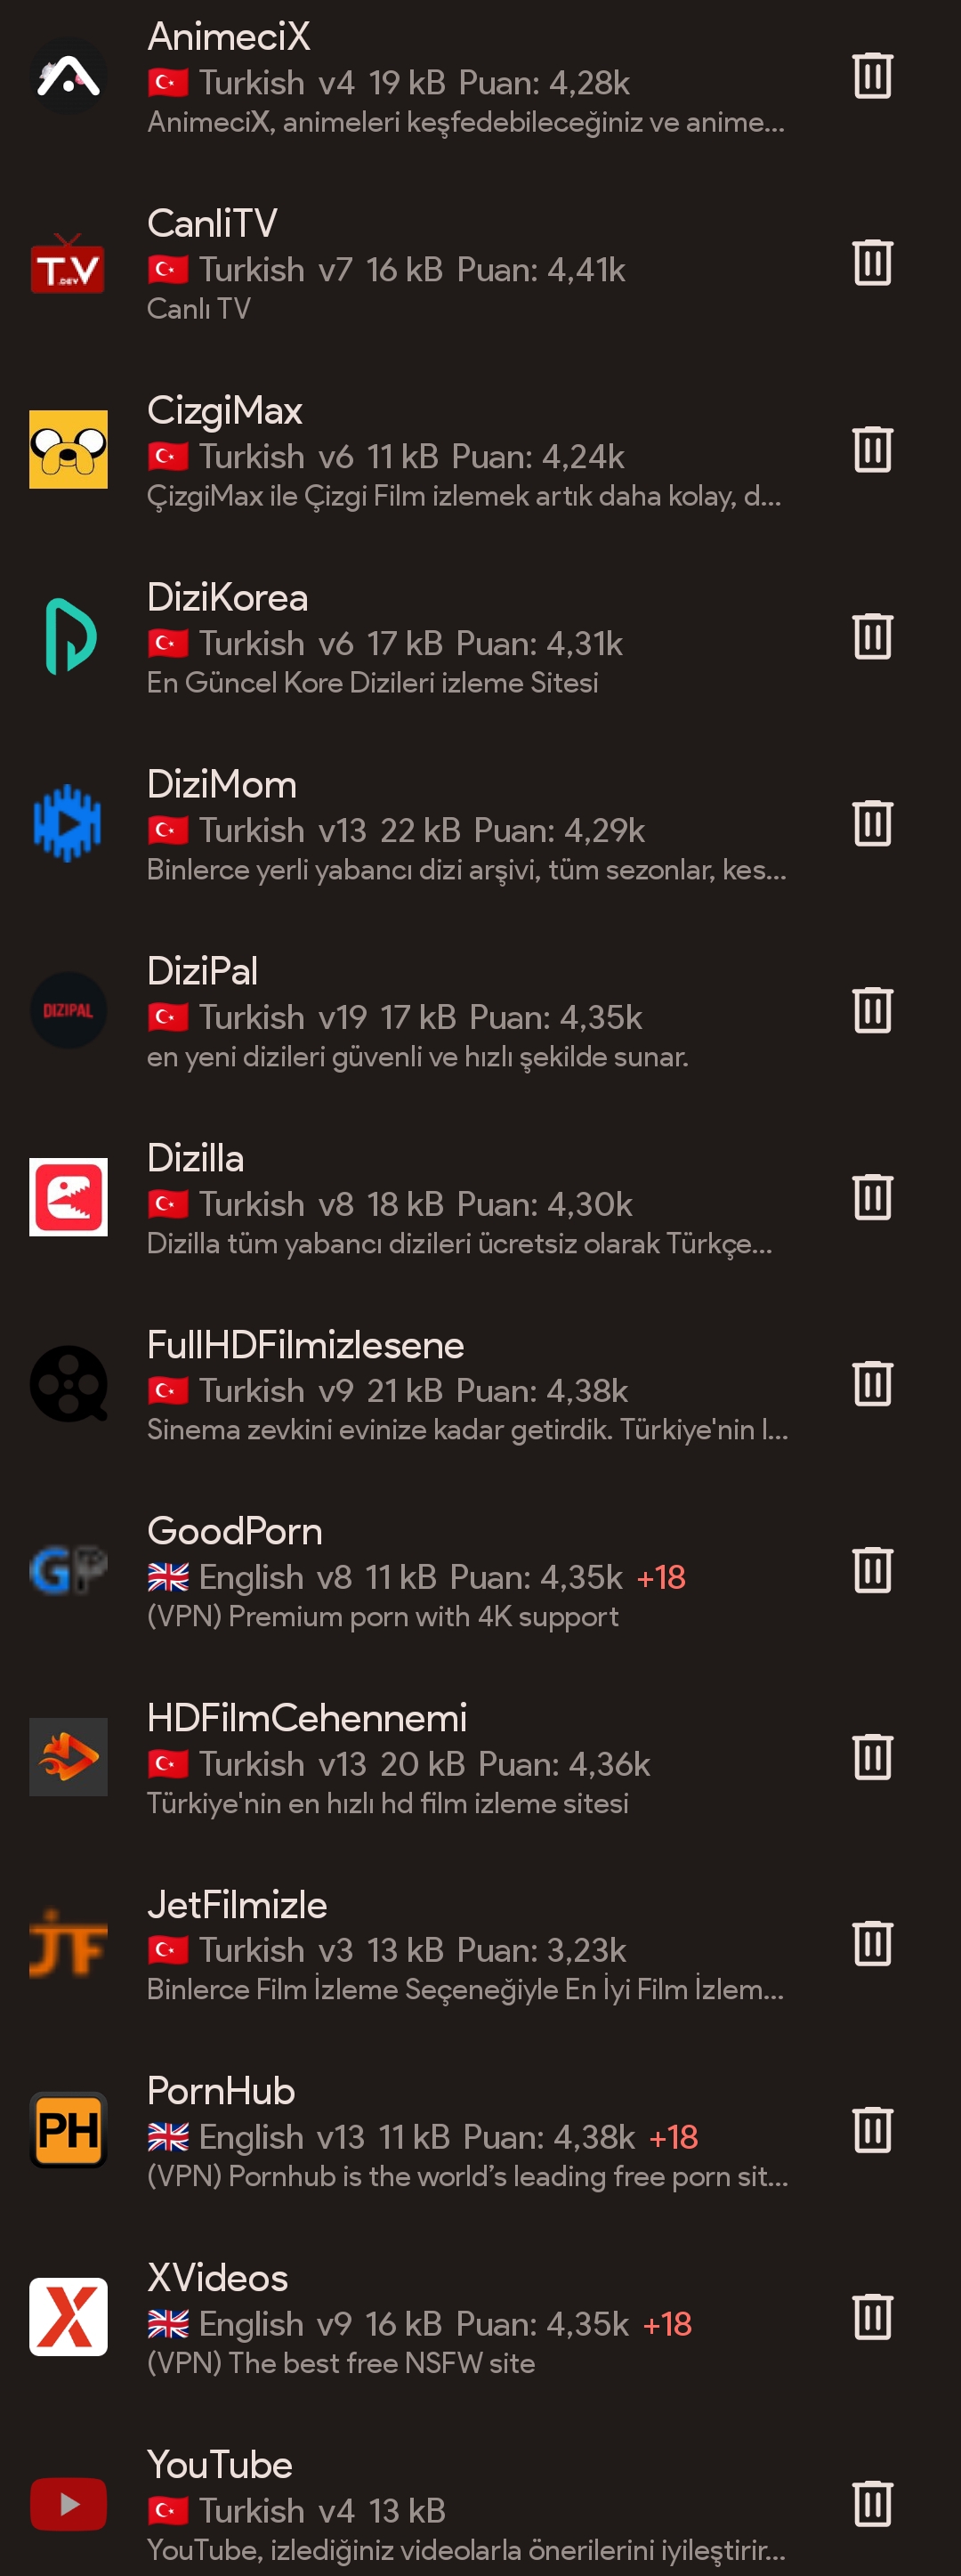 AnimeciX
Turkish v4 19 kB Puan: 4,28k
AnimeciX, animeleri keşfedebileceğiniz ve anime...
T.V
.DEV
CanliTV
Turkish v7 16 kB Puan: 4,41k
Canlı TV
CizgiMax
Turkish v6 11 kB Puan: 4,24k
ÇizgiMax ile Çizgi Film izlemek artık daha kolay, d...
DiziKorea
Turkish v6 17 kB Puan: 4,31k
En Güncel Kore Dizileri izleme Sitesi
DiziMom
Turkish v13 22 kB Puan: 4,29k
Binlerce yerli yabancı dizi arşivi, tüm sezonlar, kes...
DIZIPAL
DiziPal
Turkish v19 17 kB Puan: 4,35k
en yeni dizileri güvenli ve hızlı şekilde sunar.
Dizilla
Turkish v8 18 kB Puan: 4,30k
Dizilla tüm yabancı dizileri ücretsiz olarak Türkçe...
FullHDFilmizlesene
Turkish v9 21 kB Puan: 4,38k
Sinema zevkini evinize kadar getirdik. Türkiye'nin l...
GP
GoodPorn
English v8 11 kB Puan: 4,35k +18
(VPN) Premium porn with 4K support
HDFilmCehennemi
Turkish v13 20 kB Puan: 4,36k
Türkiye'nin en hızlı hd film izleme sitesi
JF
JetFilmizle
Turkish v3 13 kB Puan: 3,23k
Binlerce Film İzleme Seçeneğiyle En İyi Film İzlem...
PH
PornHub
English v13 11 kB Puan: 4,38k +18
(VPN) Pornhub is the world’s leading free porn sit...
X
XVideos
English v9 16 kB Puan: 4,35k +18
(VPN) The best free NSFW site
YouTube
Turkish v4 13 kB
YouTube, izlediğiniz videolarla önerilerini iyileştirir...